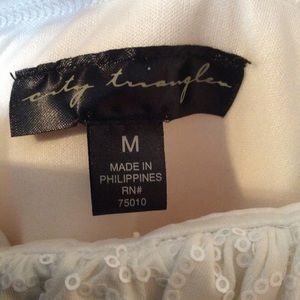 city triangles
M
MADE IN
PHILIPPINES
RN#
75010